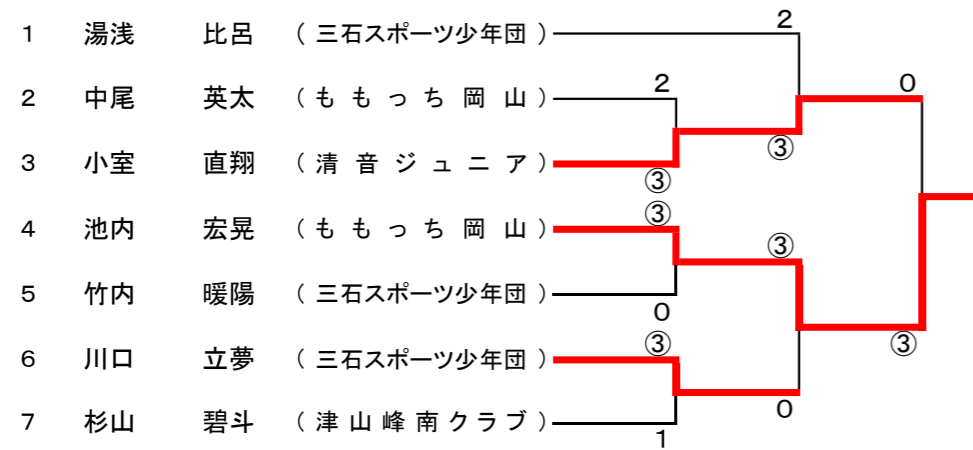 2
1 湯浅 比呂 (三石スポーツ少年団)
2 0
2 中尾 英太 (ももっち岡山)
③
3 小室 直翔 (清音ジュニア)
③
③
4 池内 宏晃 (ももっち岡山)
③
5 竹内 暖陽 (三石スポーツ少年団)
0
③ ③
6 川口 立夢 (三石スポーツ少年団)
0
7 杉山 碧斗 (津山峰南クラブ)
1